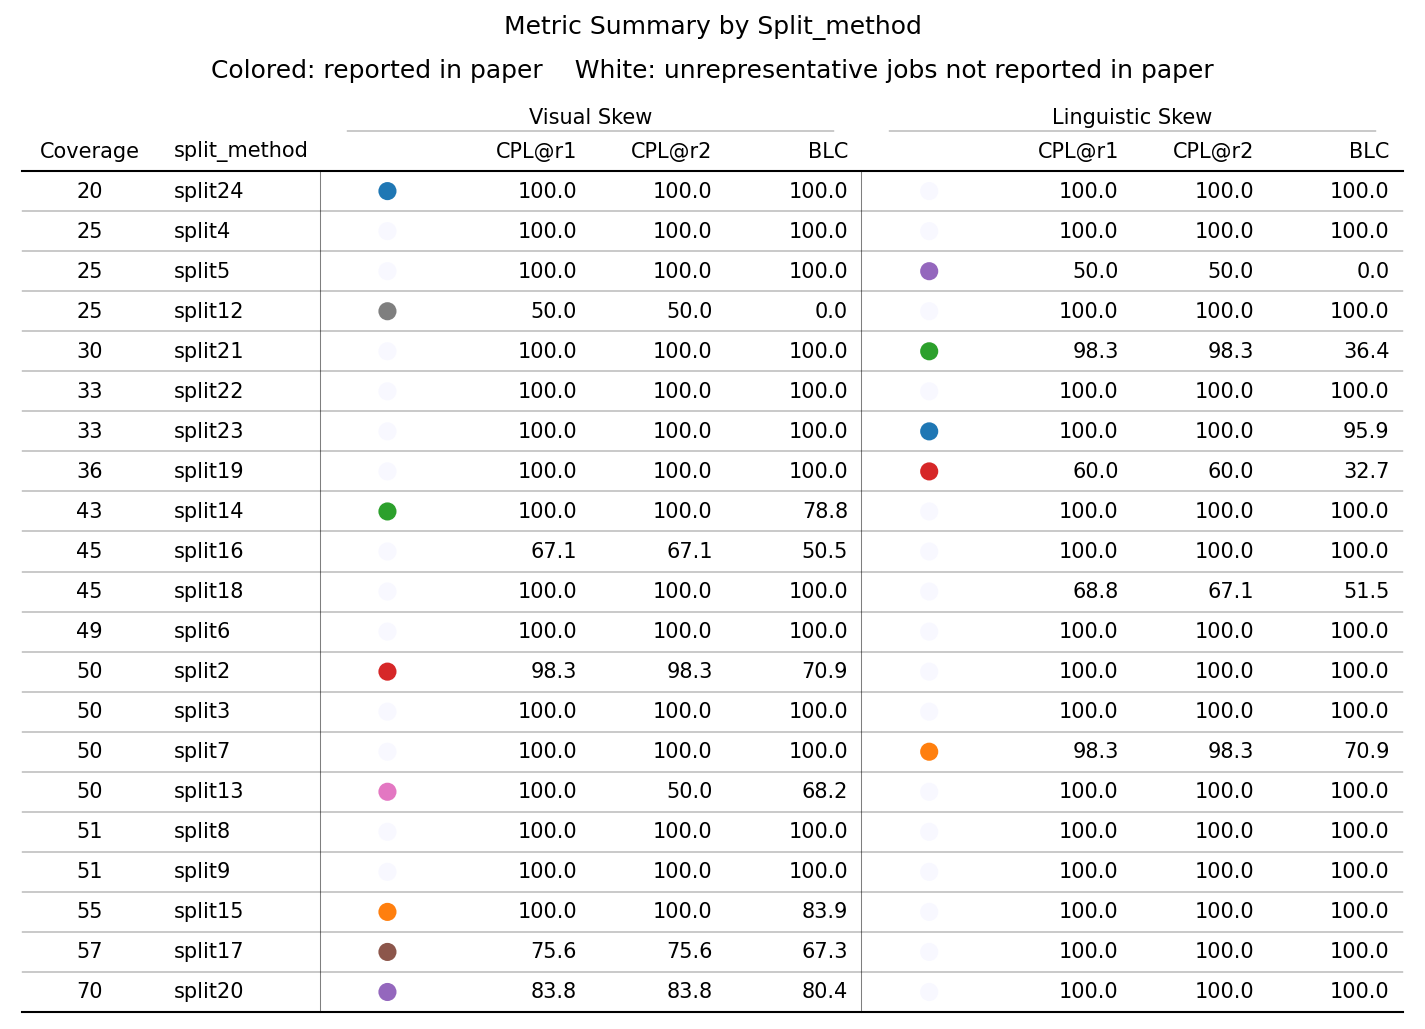 Metric Summary by Split_method
Colored: reported in paper    White: unrepresentative jobs not reported in paper
Visual Skew Linguistic Skew
Coverage split_method CPL@r1 CPL@r2 BLC CPL@r1 CPL@r2 BLC
20 split24 100.0 100.0 100.0 100.0 100.0 100.0
25 split4 100.0 100.0 100.0 100.0 100.0 100.0
25 split5 100.0 100.0 100.0 50.0 50.0 0.0
25 split12 50.0 50.0 0.0 100.0 100.0 100.0
30 split21 100.0 100.0 100.0 98.3 98.3 36.4
33 split22 100.0 100.0 100.0 100.0 100.0 100.0
33 split23 100.0 100.0 100.0 100.0 100.0 95.9
36 split19 100.0 100.0 100.0 60.0 60.0 32.7
43 split14 100.0 100.0 78.8 100.0 100.0 100.0
45 split16 67.1 67.1 50.5 100.0 100.0 100.0
45 split18 100.0 100.0 100.0 68.8 67.1 51.5
49 split6 100.0 100.0 100.0 100.0 100.0 100.0
50 split2 98.3 98.3 70.9 100.0 100.0 100.0
50 split3 100.0 100.0 100.0 100.0 100.0 100.0
50 split7 100.0 100.0 100.0 98.3 98.3 70.9
50 split13 100.0 50.0 68.2 100.0 100.0 100.0
51 split8 100.0 100.0 100.0 100.0 100.0 100.0
51 split9 100.0 100.0 100.0 100.0 100.0 100.0
55 split15 100.0 100.0 83.9 100.0 100.0 100.0
57 split17 75.6 75.6 67.3 100.0 100.0 100.0
70 split20 83.8 83.8 80.4 100.0 100.0 100.0